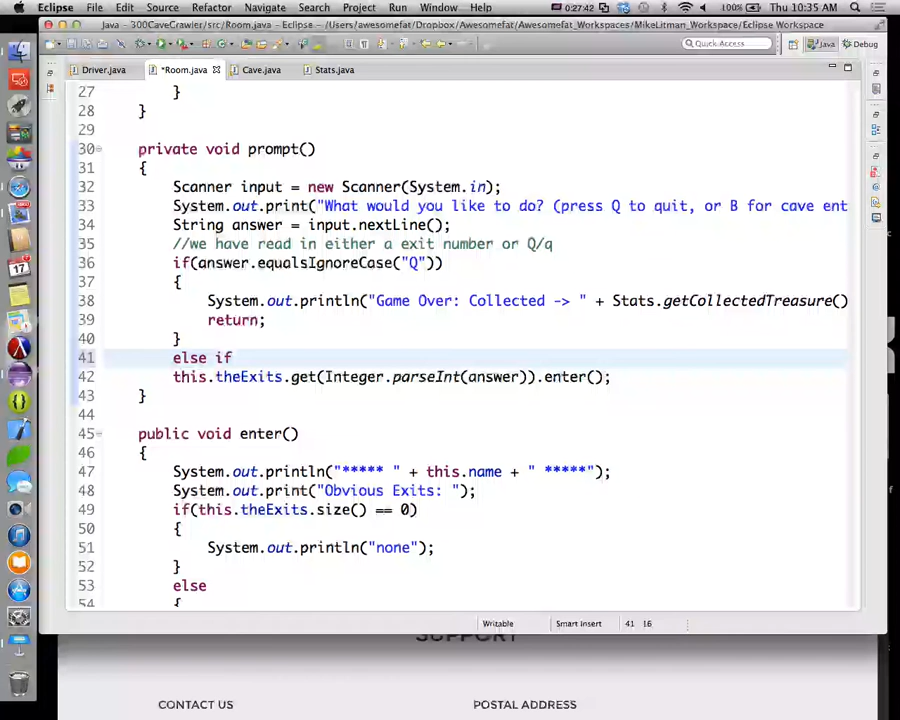 Eclipse File Edit Source Refactor Navigate Search Project Run Window Help 0:27:42 100% Thu 10:35 AM
Java - 300CaveCrawler/src/Room.java - Eclipse - /Users/awesomefat/Dropbox/Awesomefat_Workspaces/MikeLitman_Workspace/Eclipse Workspace
Quick Access Java Debug
Driver.java *Room.java Cave.java Stats.java
27 }
28 }
29
30 private void prompt()
31 {
32 Scanner input = new Scanner(System.in);
33 System.out.print("What would you like to do? (press Q to quit, or B for cave ent
34 String answer = input.nextLine();
35 //we have read in either a exit number or Q/q
36 if(answer.equalsIgnoreCase("Q"))
37 {
38 System.out.println("Game Over: Collected -> " + Stats.getCollectedTreasure()
39 return;
40 }
41 else if
42 this.theExits.get(Integer.parseInt(answer)).enter();
43 }
44
45 public void enter()
46 {
47 System.out.println("***** " + this.name + " *****");
48 System.out.print("Obvious Exits: ");
49 if(this.theExits.size() == 0)
50 {
51 System.out.println("none");
52 }
53 else
54 {
Writable Smart Insert 41 : 16
SUPPORT
CONTACT US POSTAL ADDRESS
17